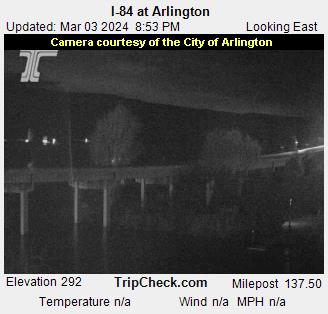 I-84 at Arlington
Updated: Mar 03 2024 8:53 PM Looking East
Camera courtesy of the City of Arlington
Elevation 292 TripCheck.com Milepost 137.50
Temperature n/a Wind n/a MPH n/a